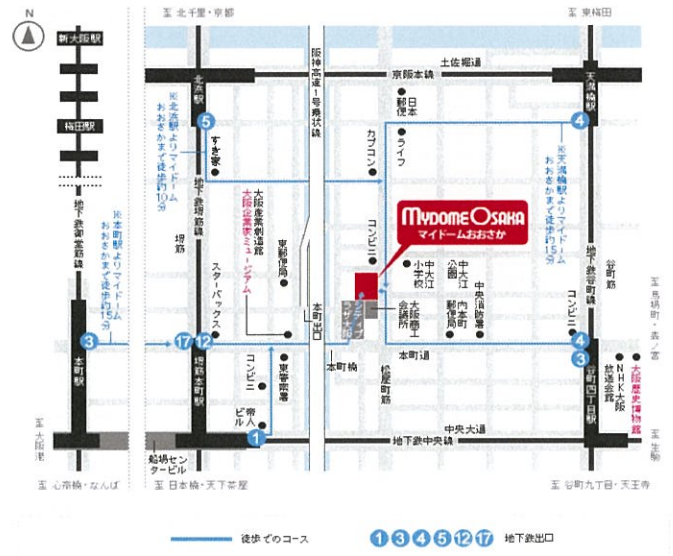 N
至 北千里・京都
至 東梅田
新大阪駅
梅田駅
土佐堀通
京阪本線
北浜駅
天満橋駅
阪神高速1号環状線
日本郵便
ライフ
カプコン
5
4
すき家
※北浜駅よりマイドームおおさかまで徒歩約10分
※天満橋駅よりマイドームおおさかまで徒歩約15分
地下鉄御堂筋線
※本町駅よりマイドームおおさかまで徒歩約15分
地下鉄堺筋線
堺筋
大阪産業創造館
大阪企業家ミュージアム
東郵便局
コンビニ
MYDOME OSAKA
マイドームおおさか
地下鉄谷町線
谷町筋
スターバックス
本町出口
シティプラザ大阪
中大江小学校
中大江公園
大阪商工会議所
内本町郵便局
中央消防署
コンビニ
至 森ノ宮
3
17
12
4
3
本町通
本町橋
松屋町筋
本町駅
堺筋本町駅
コンビニ
東警察署
帝人ビル
谷町四丁目駅
NHK大阪放送会館
大阪歴史博物館
1
中央大通
地下鉄中央線
至 大阪港
至 生駒
船場センタービル
至 心斎橋・なんば
至 日本橋・天下茶屋
至 谷町九丁目・天王寺
徒歩でのコース
1 3 4 5 12 17 地下鉄出口